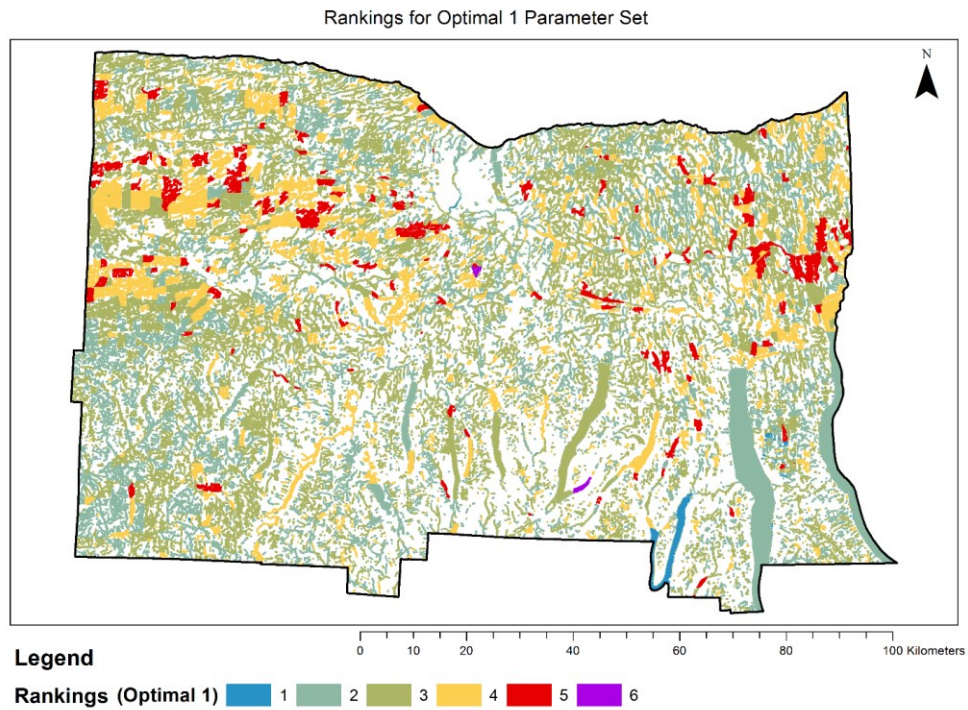 Rankings for Optimal 1 Parameter Set
N
0 20 40 60 80 100 Kilometers
Legend
Rankings (Optimal 1) 1 2 3 4 5 6